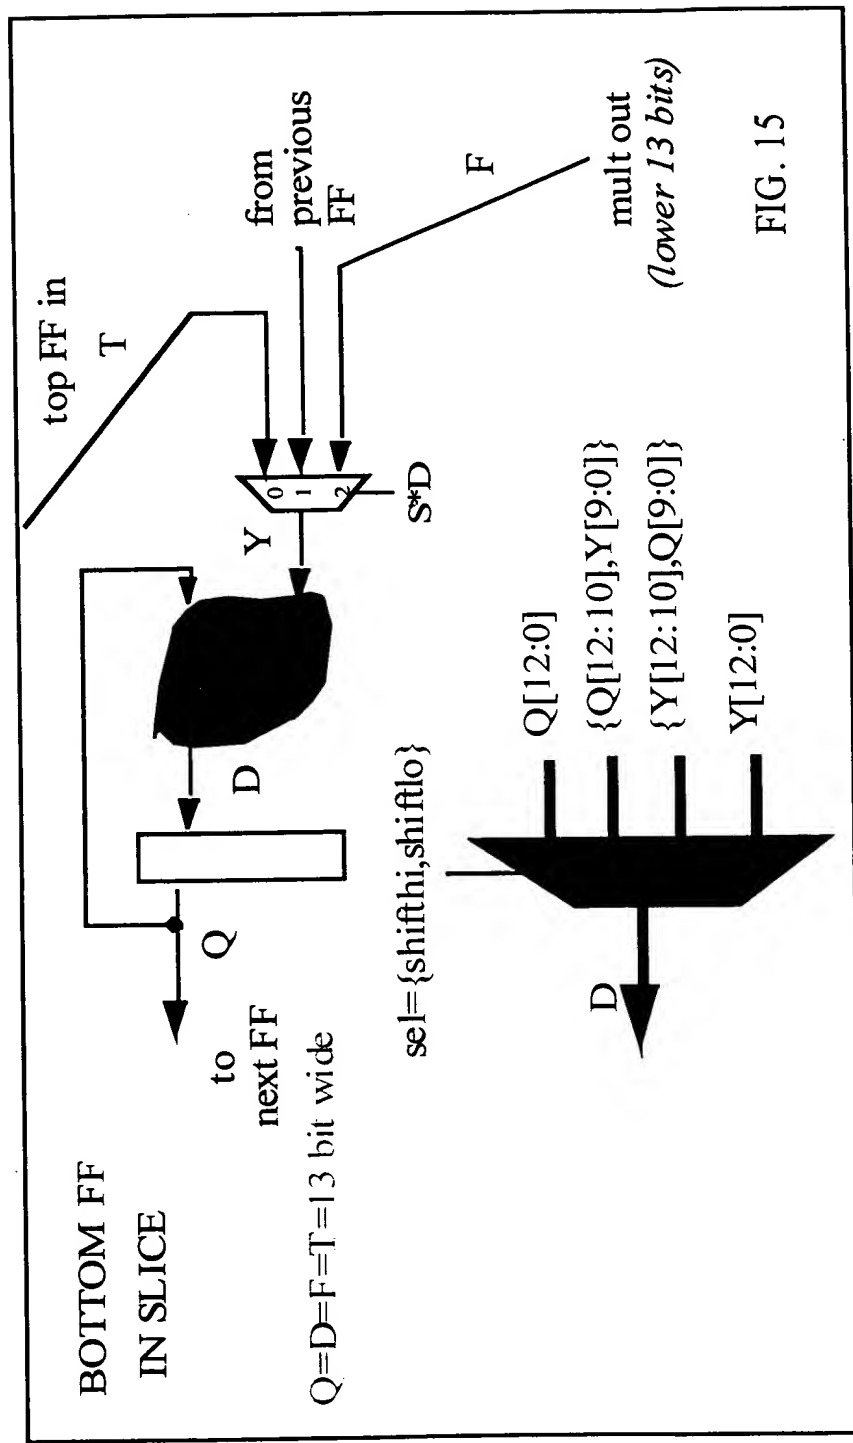 BOTTOM FF
IN SLICE
top FF in
T
from
previous
FF
F
mult out
(lower 13 bits)
0
1
2
S*D
Y
D
Q
to
next FF
Q=D=F=T=13 bit wide
sel={shifthi,shiftlo}
Q[12:0]
{Q[12:10],Y[9:0]}
{Y[12:10],Q[9:0]}
Y[12:0]
D
FIG. 15